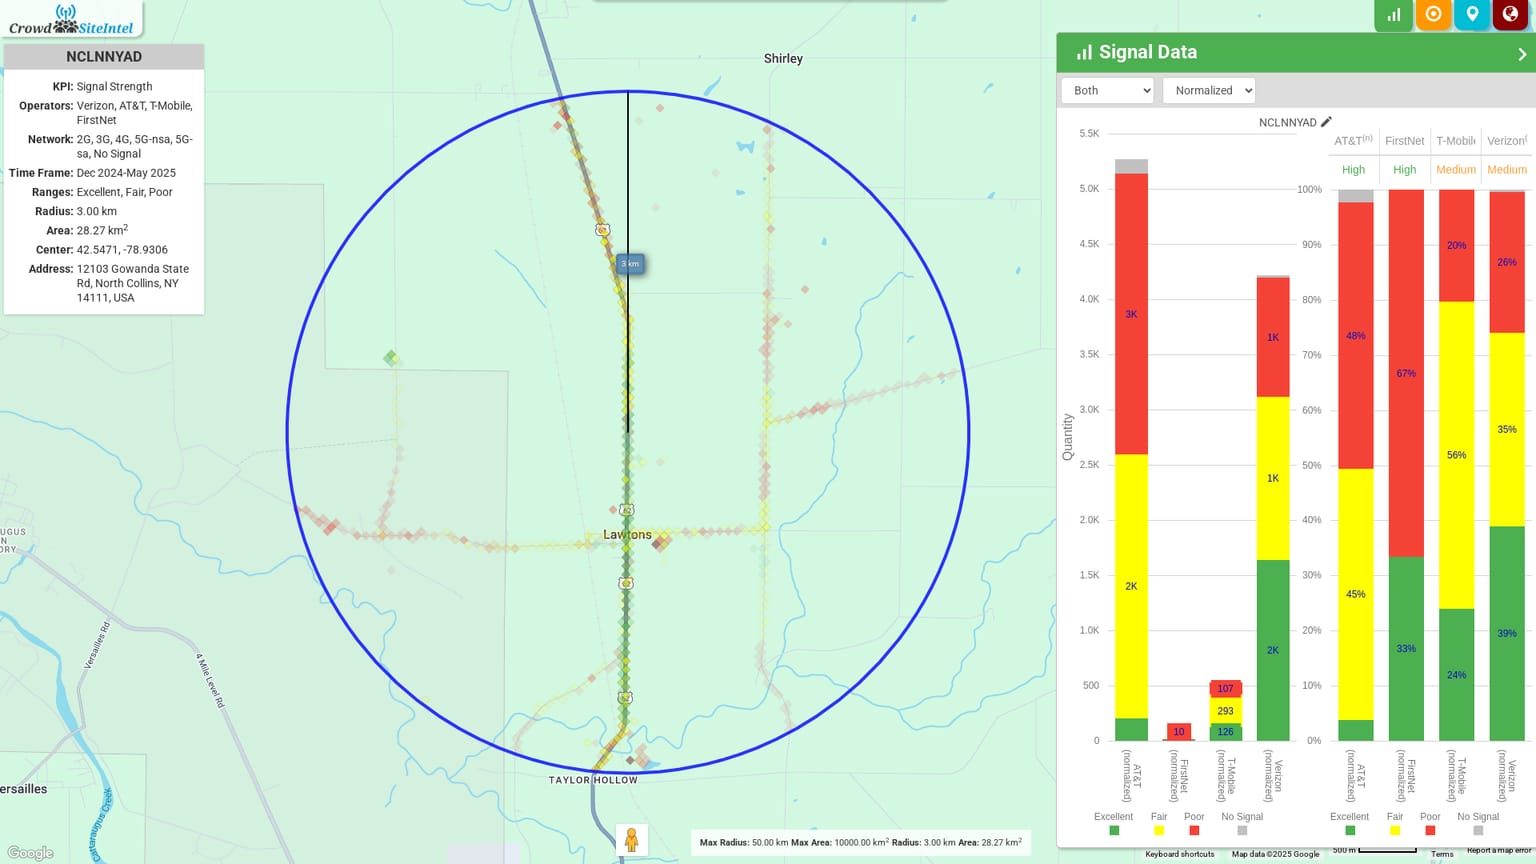 Crowd SiteIntel
NCLNNYAD
KPI: Signal Strength
Operators: Verizon, AT&T, T-Mobile,
FirstNet
Network: 2G, 3G, 4G, 5G-nsa, 5G-
sa, No Signal
Time Frame: Dec 2024-May 2025
Ranges: Excellent, Fair, Poor
Radius: 3.00 km
Area: 28.27 km²
Center: 42.5471, -78.9306
Address: 12103 Gowanda State
Rd, North Collins, NY
14111, USA
Shirley
3 km
62
Lawtons
62
TAYLOR HOLLOW
AUGUS
N
ORY
Versailles Rd
4 Mile Level Rd
ersailles
Cattaraugus Creek
Google
Max Radius: 50.00 km Max Area: 10000.00 km² Radius: 3.00 km Area: 28.27 km²
Signal Data
Both
Normalized
NCLNNYAD
AT&T(n) FirstNet T-Mobile Verizon(
High High Medium Medium
5.5K
5.0K
4.5K
4.0K
3.5K
3.0K
2.5K
2.0K
1.5K
1.0K
500
0
Quantity
3K
2K
10
107
293
126
1K
1K
2K
100%
90%
80%
70%
60%
50%
40%
30%
20%
10%
0%
48%
45%
67%
33%
20%
56%
24%
26%
35%
39%
AT&T
(normalized)
FirstNet
(normalized)
T-Mobile
(normalized)
Verizon
(normalized)
AT&T
(normalized)
FirstNet
(normalized)
T-Mobile
(normalized)
Verizon
(normalized)
Excellent Fair Poor No Signal
Excellent Fair Poor No Signal
Keyboard shortcuts Map data ©2025 Google 500 m Terms Report a map error